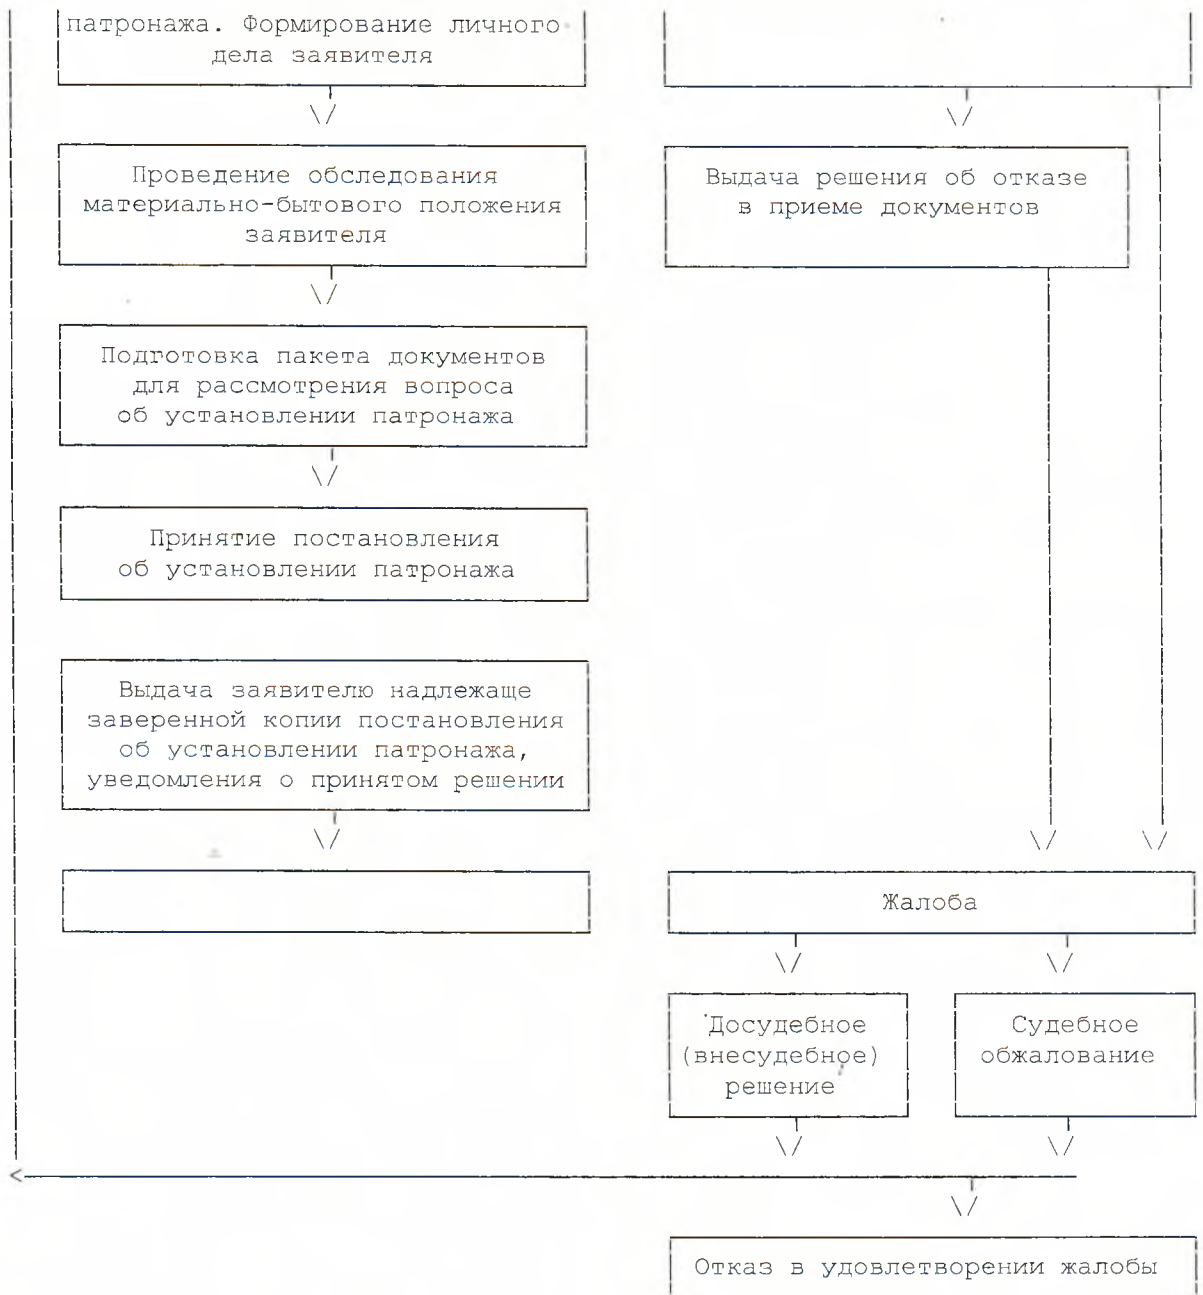 патронажа. Формирование личного
дела заявителя
Проведение обследования
материально-бытового положения
заявителя
Выдача решения об отказе
в приеме документов
Подготовка пакета документов
для рассмотрения вопроса
об установлении патронажа
Принятие постановления
об установлении патронажа
Выдача заявителю надлежаще
заверенной копии постановления
об установлении патронажа,
уведомления о принятом решении
Жалоба
Досудебное
(внесудебное)
решение
Судебное
обжалование
Отказ в удовлетворении жалобы